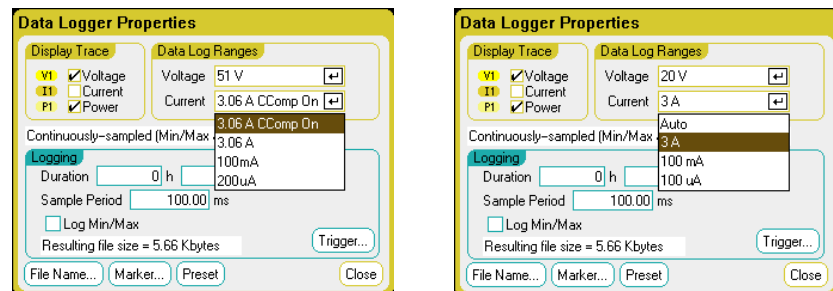 Data Logger Properties
Display Trace
V1 Voltage
I1 Current
P1 Power
Data Log Ranges
Voltage 51 V
Current 3.06 A CComp On
3.06 A CComp On
3.06 A
100mA
200uA
Continuously-sampled (Min/Max
Logging
Duration 0 h
Sample Period 100.00 ms
Log Min/Max
Resulting file size = 5.66 Kbytes
Trigger...
File Name... Marker... Preset Close
Data Logger Properties
Display Trace
V1 Voltage
I1 Current
P1 Power
Data Log Ranges
Voltage 20 V
Current 3 A
Auto
3 A
100 mA
100 uA
Continuously-sampled (Min/Max
Logging
Duration 0 h
Sample Period 100.00 ms
Log Min/Max
Resulting file size = 5.66 Kbytes
Trigger...
File Name... Marker... Preset Close